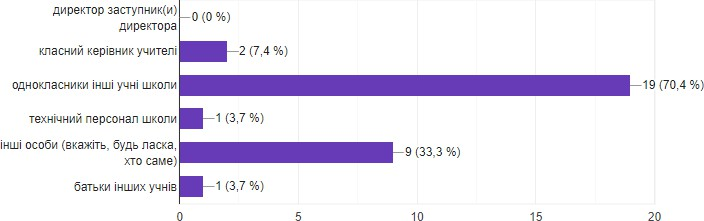 директор заступник(и)
директора
0 (0 %)
класний керівник учителі
2 (7,4 %)
однокласники інші учні школи
19 (70,4 %)
технічний персонал школи
1 (3,7 %)
інші особи (вкажіть, будь ласка,
хто саме)
9 (33,3 %)
батьки інших учнів
1 (3,7 %)
0 5 10 15 20